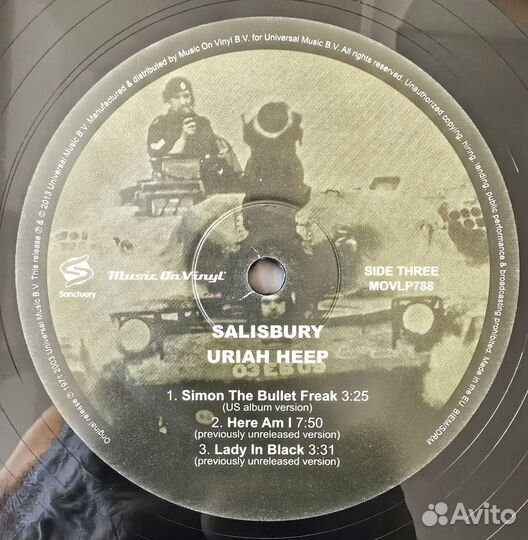 Original release ℗ 1971, 2003 Universal Music B.V. This release ℗ & © 2013 Universal Music B.V. Manufactured & distributed by Music On Vinyl B.V. for Universal Music B.V. All rights reserved. Unauthorized copying, hiring, lending, public performance & broadcasting prohibited. Made in the EU. BIEM/SDRM
Sanctuary
Music On Vinyl
SIDE THREE
MOVLP788
SALISBURY
URIAH HEEP
03EB08
1. Simon The Bullet Freak 3:25
(US album version)
2. Here Am I 7:50
(previously unreleased version)
3. Lady In Black 3:31
(previously unreleased version)
Avito